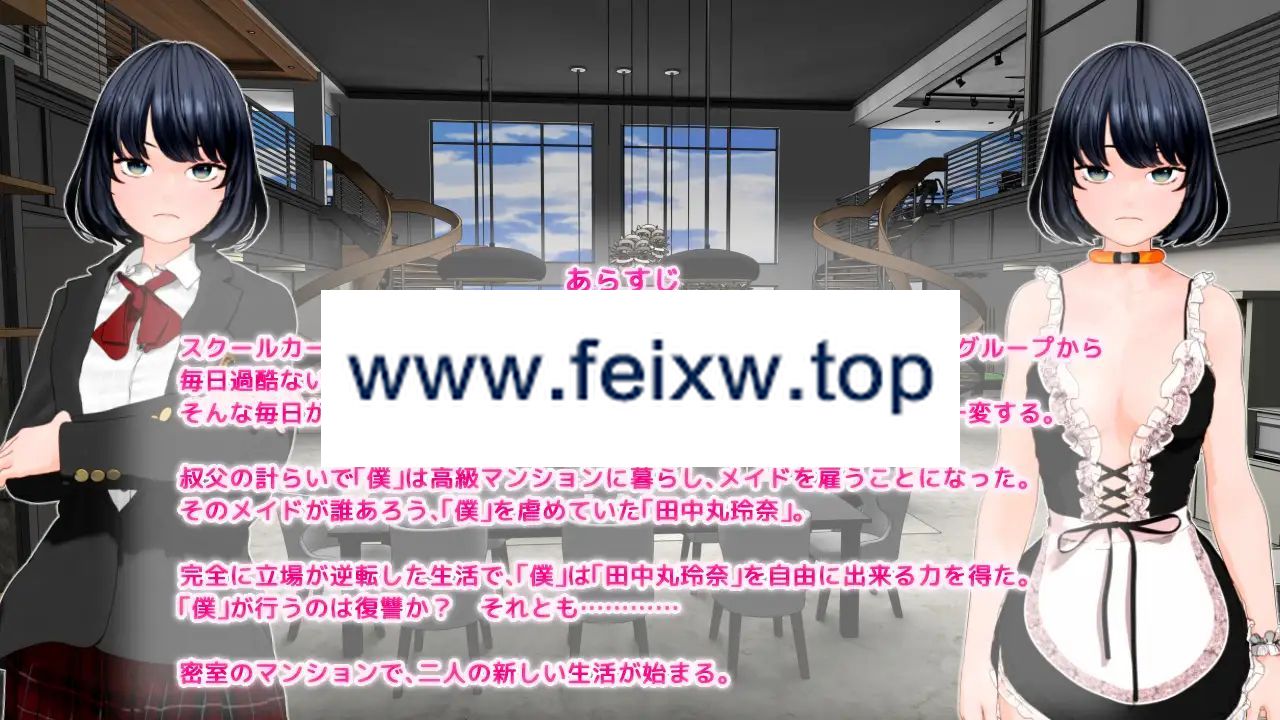 あらすじ
スクールカー
グループから
毎日過酷な
www.feixw.top
そんな毎日が
一変する。
叔父の計らいで「僕」は高級マンションに暮らし、メイドを雇うことになった。
そのメイドが誰あろう、「僕」を虐めていた「田中丸玲奈」。
完全に立場が逆転した生活で、「僕」は「田中丸玲奈」を自由に出来る力を得た。
「僕」が行うのは復讐か？　それとも…………
密室のマンションで、二人の新しい生活が始まる。